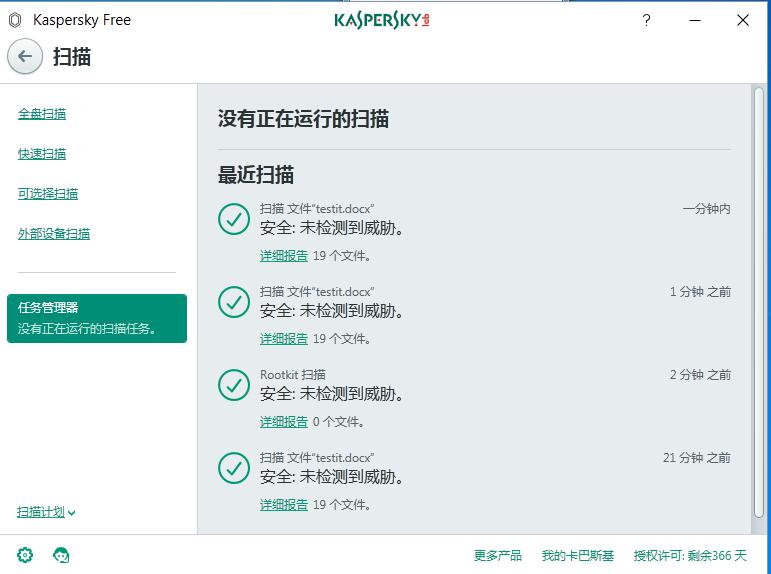 Kaspersky Free
KASPERSKY lab
?
扫描
全盘扫描
快速扫描
可选择扫描
外部设备扫描
任务管理器
没有正在运行的扫描任务。
扫描计划
没有正在运行的扫描
最近扫描
扫描 文件“testit.docx” 一分钟内
安全: 未检测到威胁。
详细报告 19 个文件。
扫描 文件“testit.docx” 1 分钟 之前
安全: 未检测到威胁。
详细报告 19 个文件。
Rootkit 扫描 2 分钟 之前
安全: 未检测到威胁。
详细报告 0 个文件。
扫描 文件“testit.docx” 21 分钟 之前
安全: 未检测到威胁。
详细报告 19 个文件。
更多产品 我的卡巴斯基 授权许可: 剩余366 天